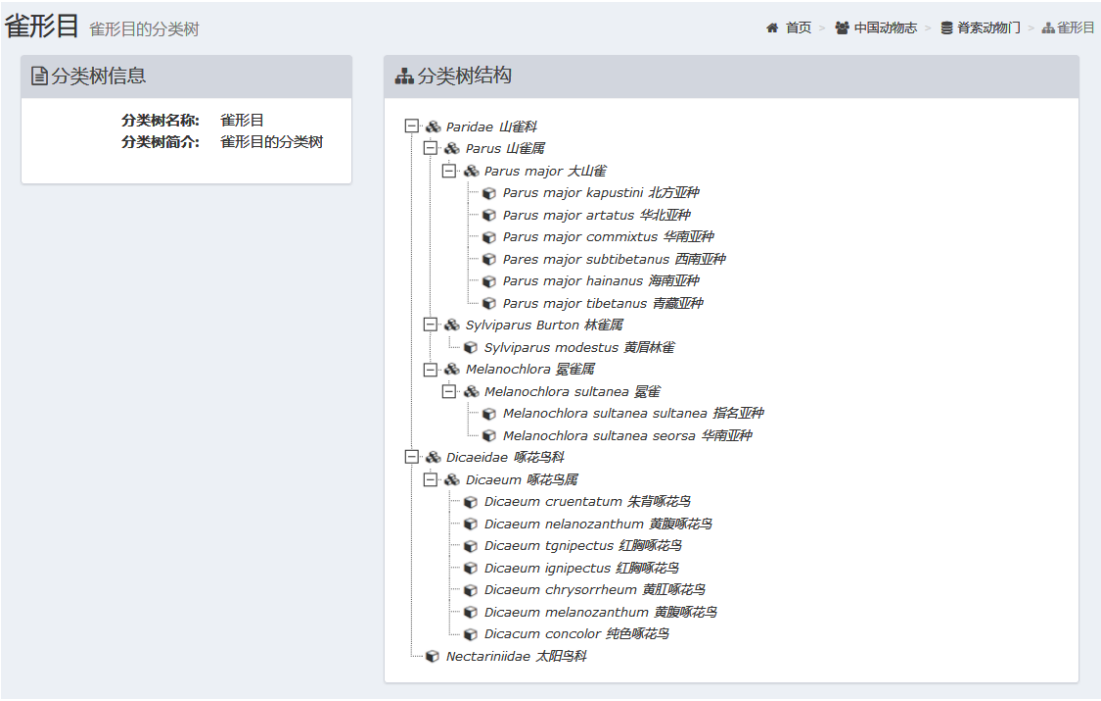 雀形目 雀形目的分类树
首页 > 中国动物志 > 脊索动物门 > 雀形目
分类树信息
分类树名称: 雀形目
分类树简介: 雀形目的分类树
分类树结构
Paridae 山雀科
Parus 山雀属
Parus major 大山雀
Parus major kapustini 北方亚种
Parus major artatus 华北亚种
Parus major commixtus 华南亚种
Pares major subtibetanus 西南亚种
Parus major hainanus 海南亚种
Parus major tibetanus 青藏亚种
Sylviparus Burton 林雀属
Sylviparus modestus 黄眉林雀
Melanochlora 冕雀属
Melanochlora sultanea 冕雀
Melanochlora sultanea sultanea 指名亚种
Melanochlora sultanea seorsa 华南亚种
Dicaeidae 啄花鸟科
Dicaeum 啄花鸟属
Dicaeum cruentatum 朱背啄花鸟
Dicaeum nelanozanthum 黄腹啄花鸟
Dicaeum tgnipectus 红胸啄花鸟
Dicaeum ignipectus 红胸啄花鸟
Dicaeum chrysorrheum 黄肛啄花鸟
Dicaeum melanozanthum 黄腹啄花鸟
Dicacum concolor 纯色啄花鸟
Nectariniidae 太阳鸟科